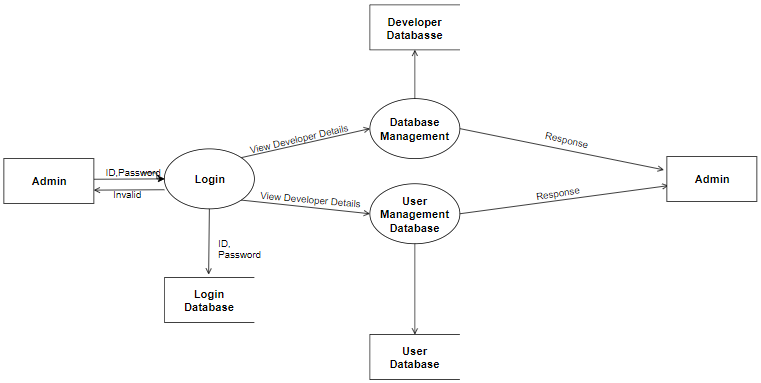 Developer
Databasse
Database
Management
View Developer Details
Response
Admin
ID,Password
Invalid
Login
View Developer Details
User
Management
Database
Response
Admin
ID,
Password
Login
Database
User
Database